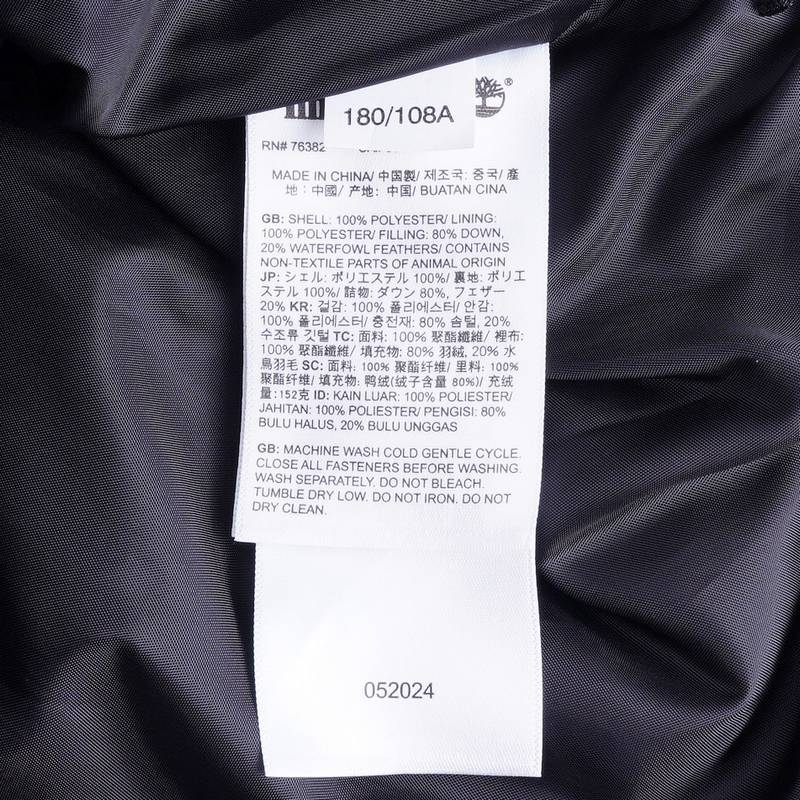 ®
180/108A
RN# 76382
MADE IN CHINA/ 中国製/ 제조국: 중국/ 產
地: 中國/ 产地: 中国/ BUATAN CINA
GB: SHELL: 100% POLYESTER/ LINING:
100% POLYESTER/ FILLING: 80% DOWN,
20% WATERFOWL FEATHERS/ CONTAINS
NON-TEXTILE PARTS OF ANIMAL ORIGIN
JP: シェル: ポリエステル 100%/ 裏地: ポリエ
ステル 100%/ 詰物: ダウン 80%, フェザー
20% KR: 겉감: 100% 폴리에스터/ 안감:
100% 폴리에스터/ 충전재: 80% 솜털, 20%
수조류 깃털 TC: 面料: 100% 聚酯纖維/ 裡布:
100% 聚酯纖維/ 填充物: 80% 羽絨, 20% 水
鳥羽毛 SC: 面料: 100% 聚酯纤维/ 里料: 100%
聚酯纤维/ 填充物: 鸭绒(绒子含量 80%)/ 充绒
量:152克 ID: KAIN LUAR: 100% POLIESTER/
JAHITAN: 100% POLIESTER/ PENGISI: 80%
BULU HALUS, 20% BULU UNGGAS
GB: MACHINE WASH COLD GENTLE CYCLE.
CLOSE ALL FASTENERS BEFORE WASHING.
WASH SEPARATELY. DO NOT BLEACH.
TUMBLE DRY LOW. DO NOT IRON. DO NOT
DRY CLEAN.
052024